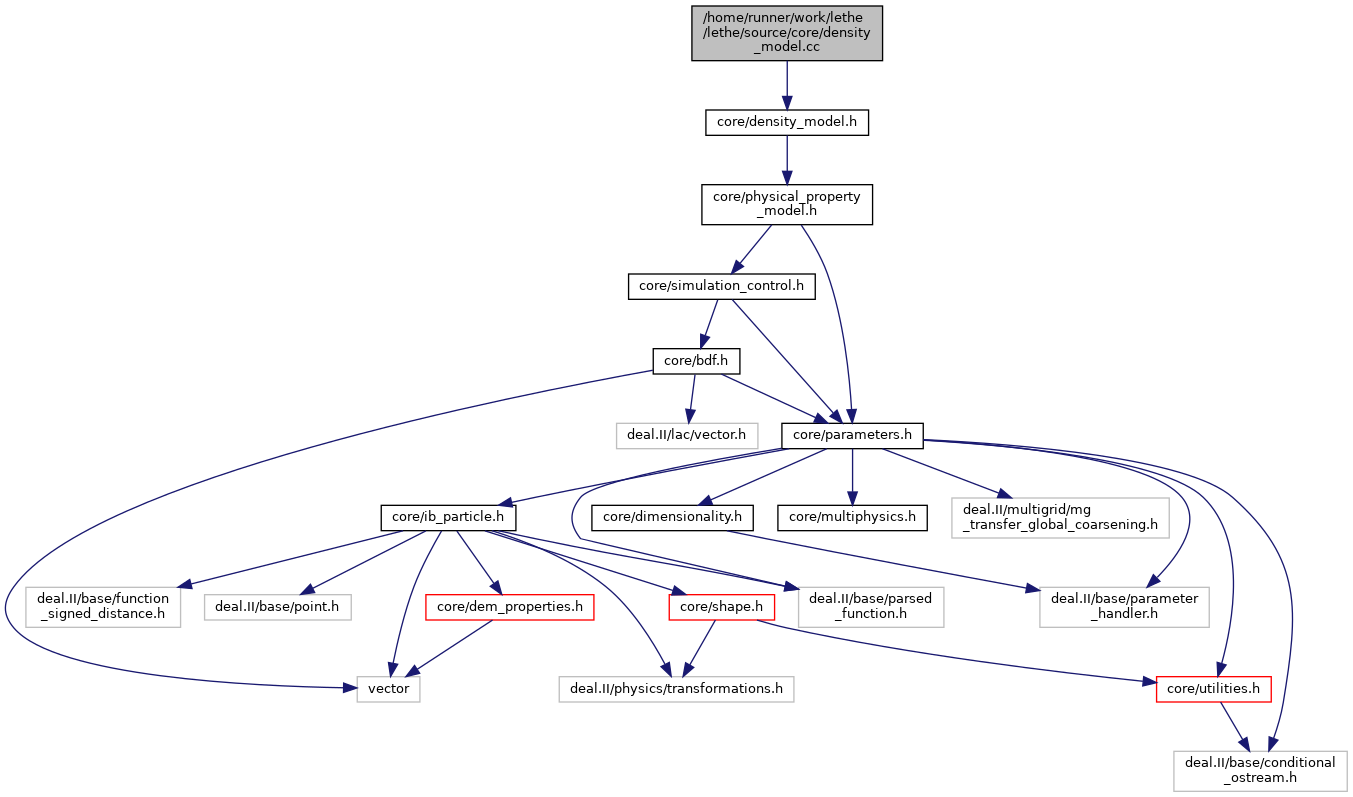 /home/runner/work/lethe
/lethe/source/core/density
_model.cc
core/density_model.h
core/physical_property
_model.h
core/simulation_control.h
core/bdf.h
deal.II/lac/vector.h
core/parameters.h
core/ib_particle.h
core/dimensionality.h
core/multiphysics.h
deal.II/multigrid/mg
_transfer_global_coarsening.h
deal.II/base/function
_signed_distance.h
deal.II/base/point.h
core/dem_properties.h
core/shape.h
deal.II/base/parsed
_function.h
deal.II/base/parameter
_handler.h
vector
deal.II/physics/transformations.h
core/utilities.h
deal.II/base/conditional
_ostream.h